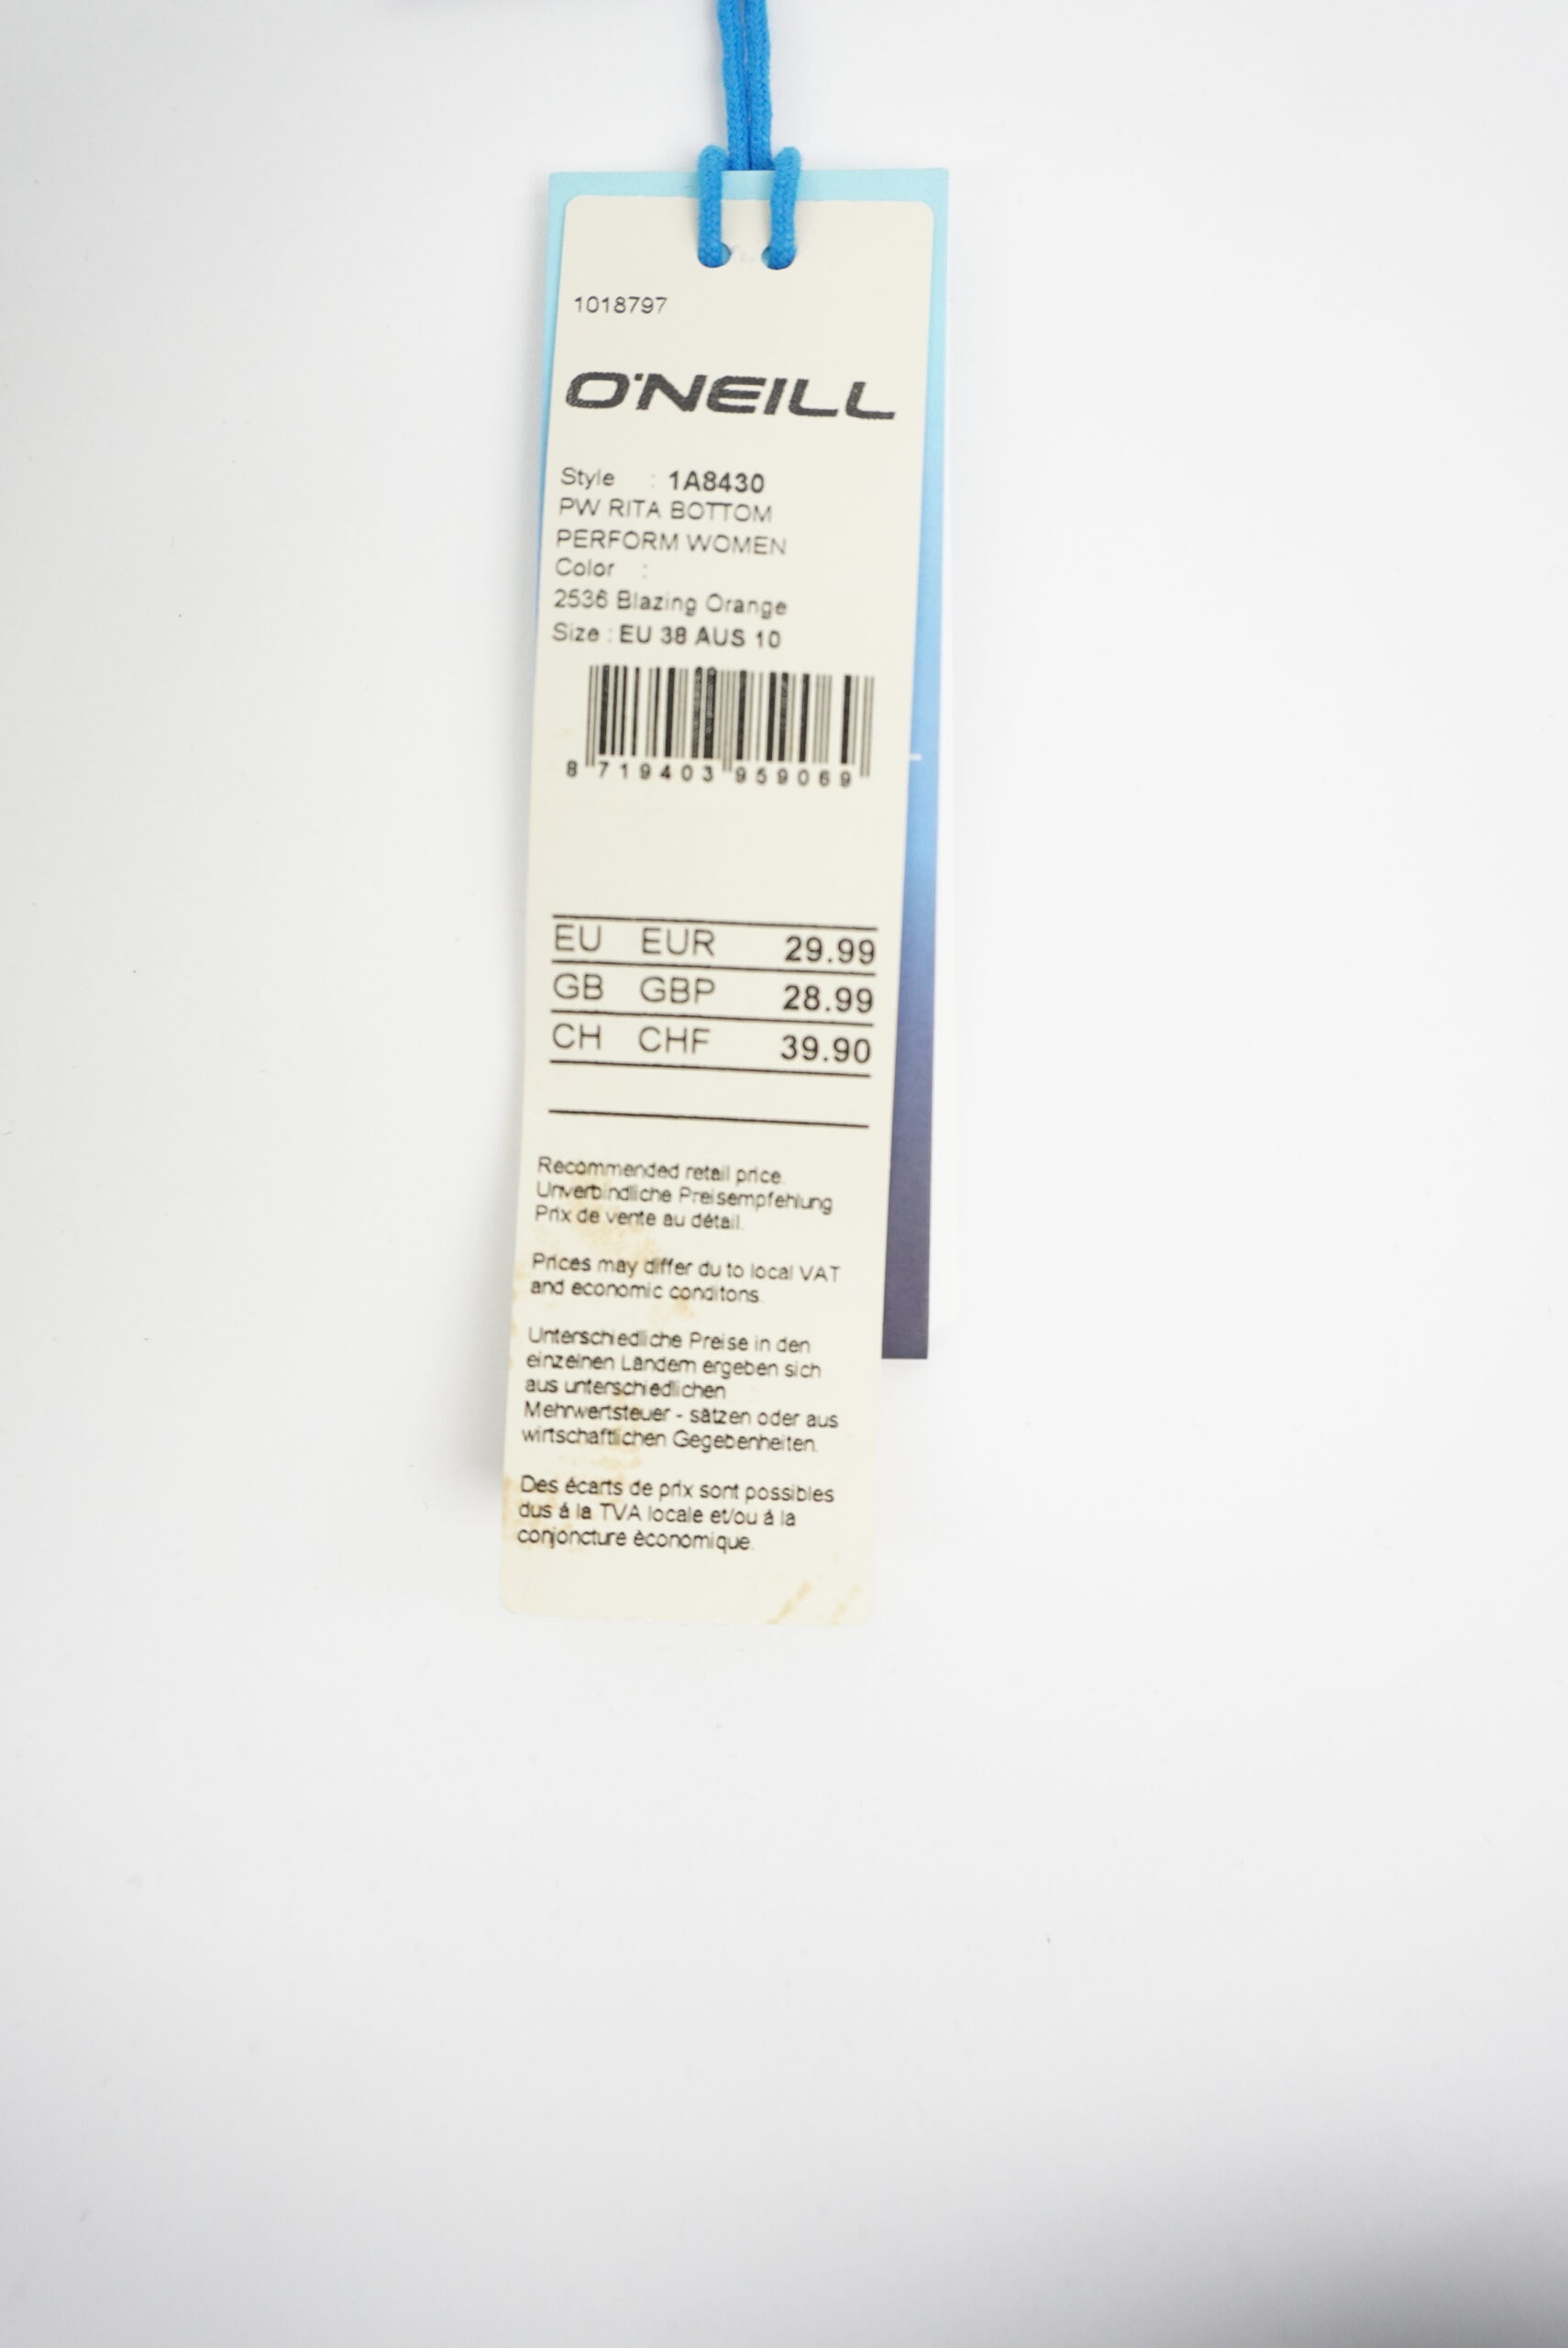 1018797
O'NEILL
Style : 1A8430
PW RITA BOTTOM
PERFORM WOMEN
Color :
2536 Blazing Orange
Size : EU 38 AUS 10
8 719403 959069
EU EUR 29.99
GB GBP 28.99
CH CHF 39.90
Recommended retail price.
Unverbindliche Preisempfehlung
Prix de vente au détail.
Prices may differ du to local VAT
and economic conditons.
Unterschiedliche Preise in den
einzelnen Ländern ergeben sich
aus unterschiedlichen
Mehrwertsteuer - sätzen oder aus
wirtschaftlichen Gegebenheiten.
Des écarts de prix sont possibles
dus á la TVA locale et/ou á la
conjoncture èconomique.